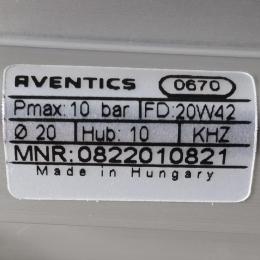 AVENTICS 0670
Pmax: 10 bar FD: 20W42
Ø 20 Hub: 10 KHZ
MNR: 0822010821
Made in Hungary